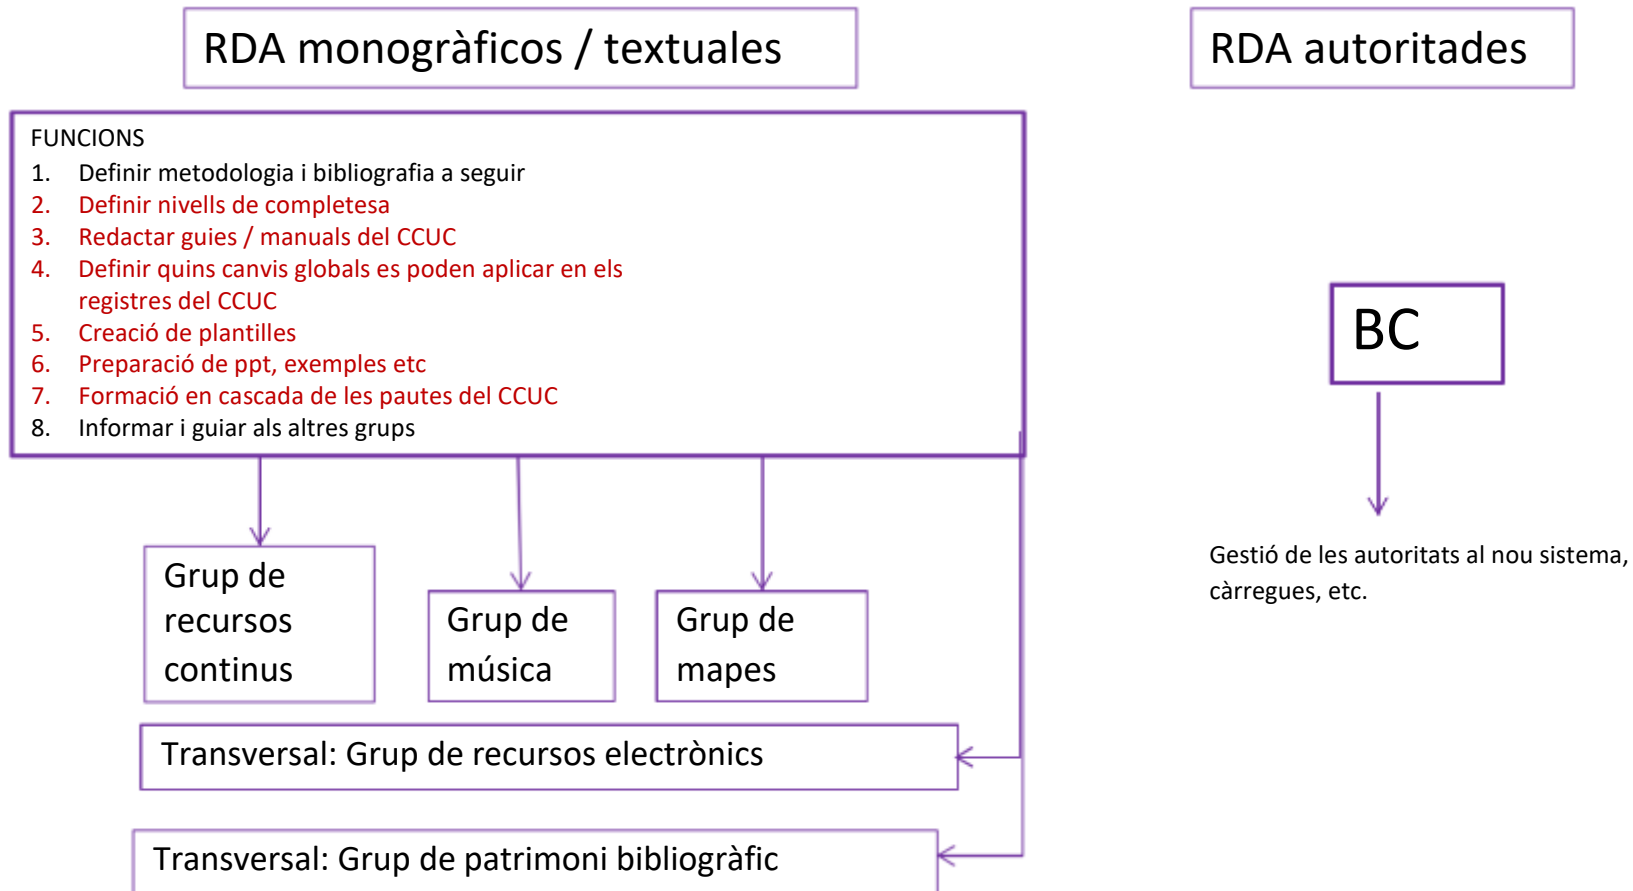 RDA monogràficos / textuales
RDA autoritades
FUNCIONS
1. Definir metodologia i bibliografia a seguir
2. Definir nivells de completesa
3. Redactar guies / manuals del CCUC
4. Definir quins canvis globals es poden aplicar en els
registres del CCUC
5. Creació de plantilles
6. Preparació de ppt, exemples etc
7. Formació en cascada de les pautes del CCUC
8. Informar i guiar als altres grups
BC
Gestió de les autoritats al nou sistema,
càrregues, etc.
Grup de
recursos
continus
Grup de
música
Grup de
mapes
Transversal: Grup de recursos electrònics
Transversal: Grup de patrimoni bibliogràfic